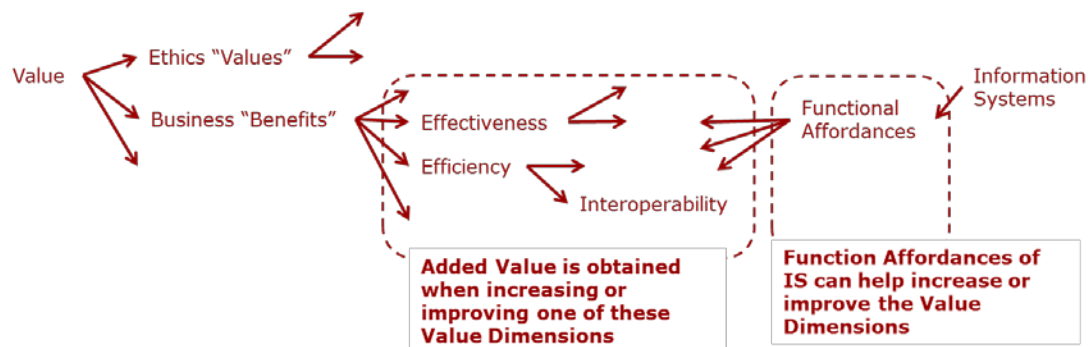 Value
Ethics “Values”
Business “Benefits”
Effectiveness
Efficiency
Interoperability
Functional
Affordances
Information
Systems
Added Value is obtained
when increasing or
improving one of these
Value Dimensions
Function Affordances of
IS can help increase or
improve the Value
Dimensions